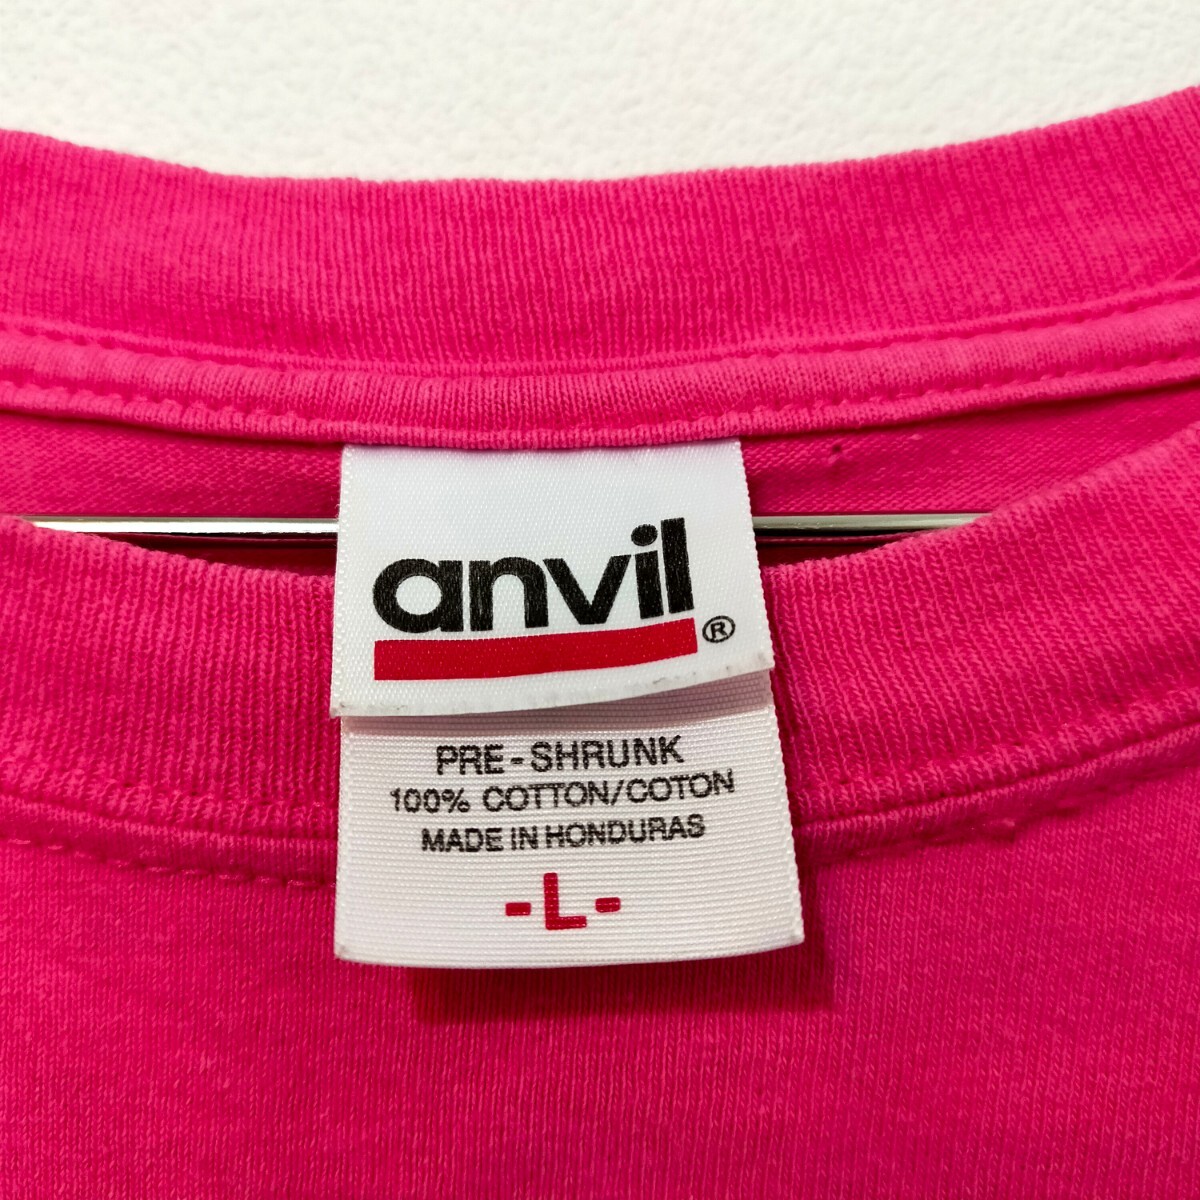 anvil®
PRE-SHRUNK
100% COTTON/COTON
MADE IN HONDURAS
-L-